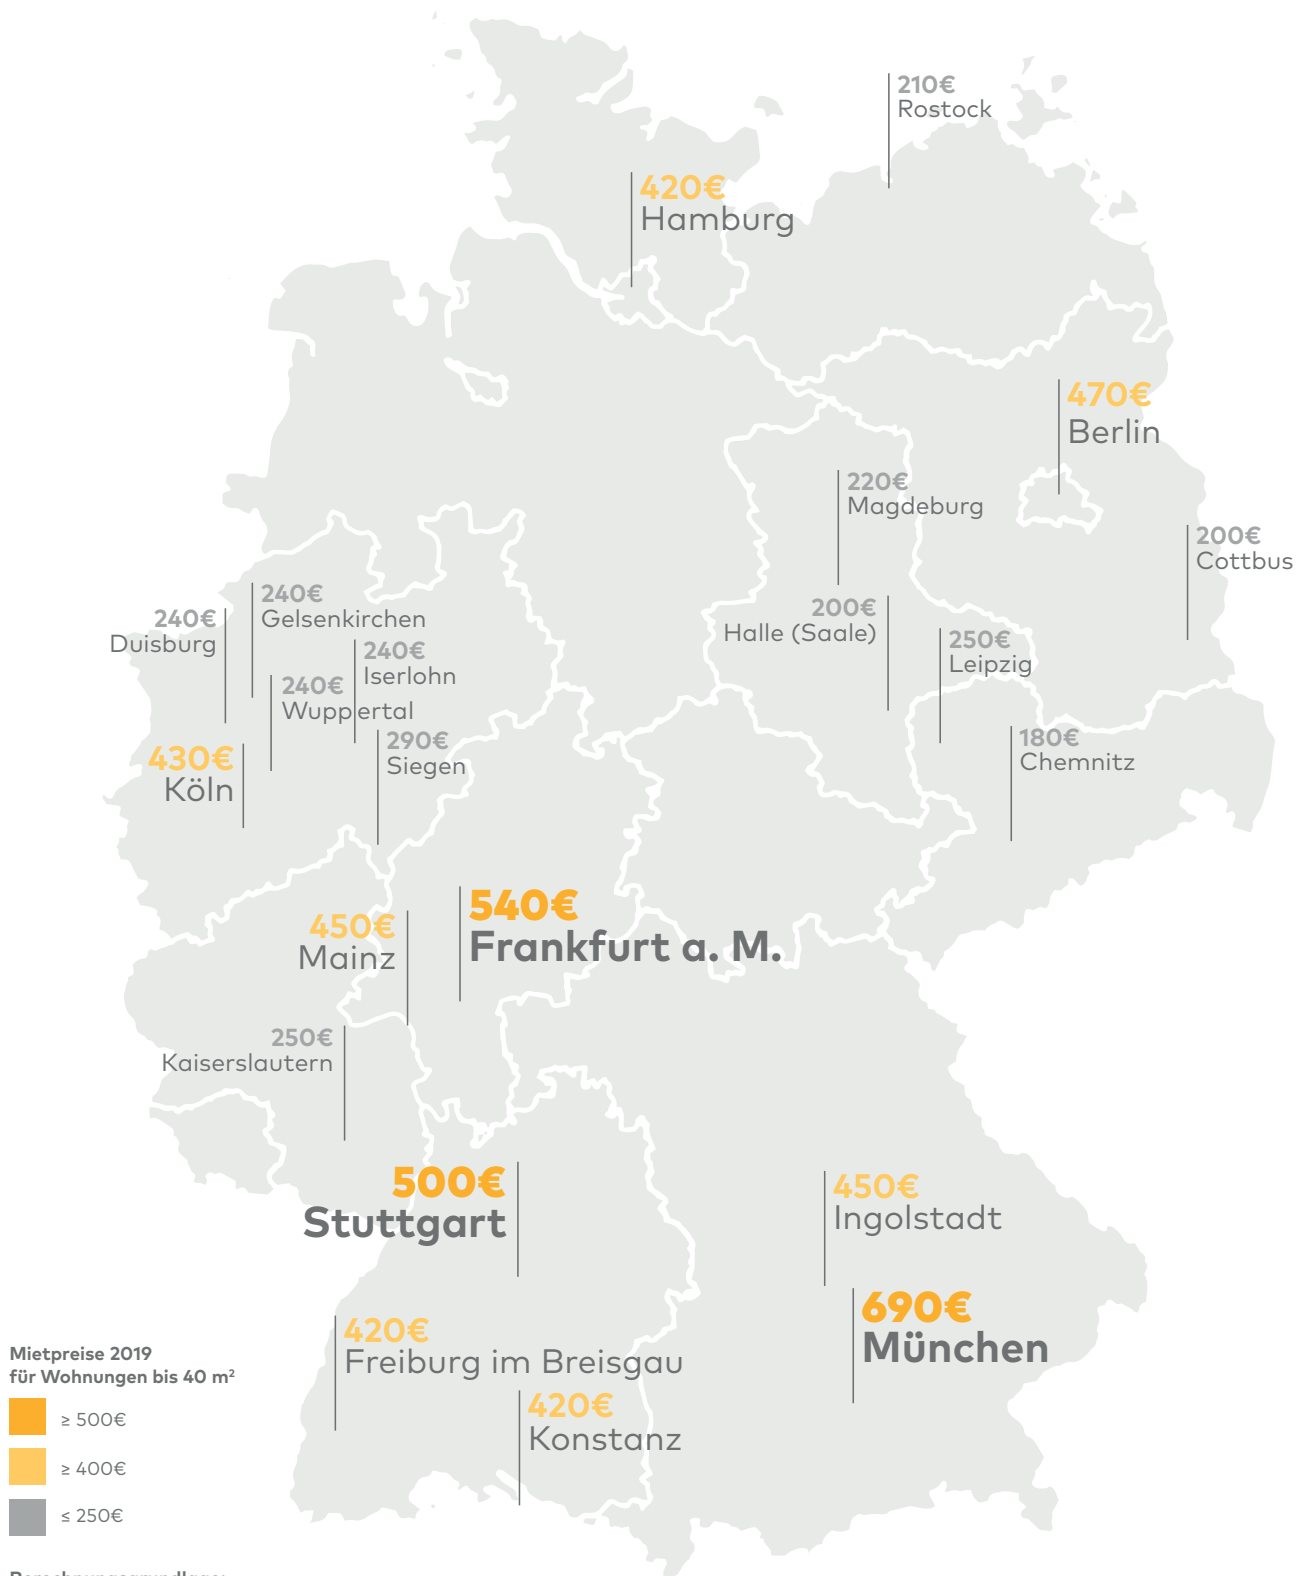 210€
Rostock
420€
Hamburg
470€
Berlin
220€
Magdeburg
200€
Cottbus
240€
Gelsenkirchen
240€
Duisburg
200€
Halle (Saale)
250€
Leipzig
240€
Iserlohn
240€
Wuppertal
180€
Chemnitz
290€
Siegen
430€
Köln
540€
Frankfurt a. M.
450€
Mainz
250€
Kaiserslautern
500€
Stuttgart
450€
Ingolstadt
690€
München
420€
Freiburg im Breisgau
420€
Konstanz
Mietpreise 2019
für Wohnungen bis 40 m²
≥ 500€
≥ 400€
≤ 250€
Berechnungsgrundlage: